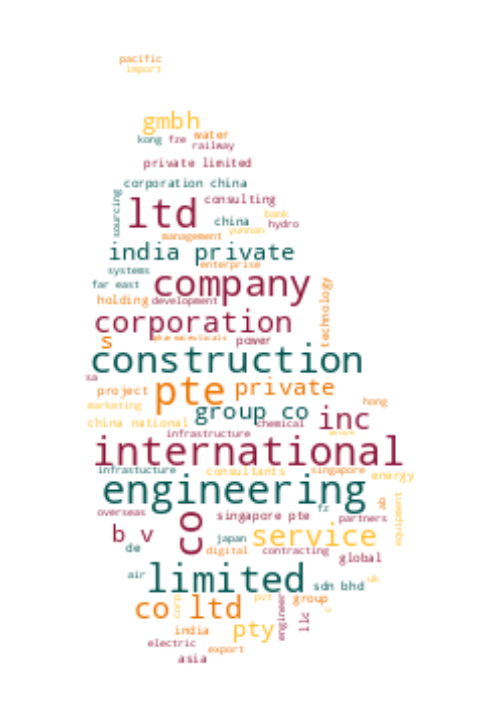 pacific
import
gmbh
kong fze water
railway
private limited
corporation china
sourcing
ltd
consulting
china
bank
yunnan
hydro
management
india private
systems
enterprise
far east
company
holding
development
technology
corporation
s
pharmaceuticals
power
construction
sa
project
pte
private
marketing
hong
group co
inc
china national
chemical
infrastructure
international
infrastucture
consultants
singapore
energy
engineering
ab
equipment
overseas
co
singapore pte
fz
partners
b v
de
japan
service
digital
contracting
global
air
limited
sdn bhd
uk
co ltd
corp
pvt
group
c
engineer
llc
india
pty
electric
export
asia